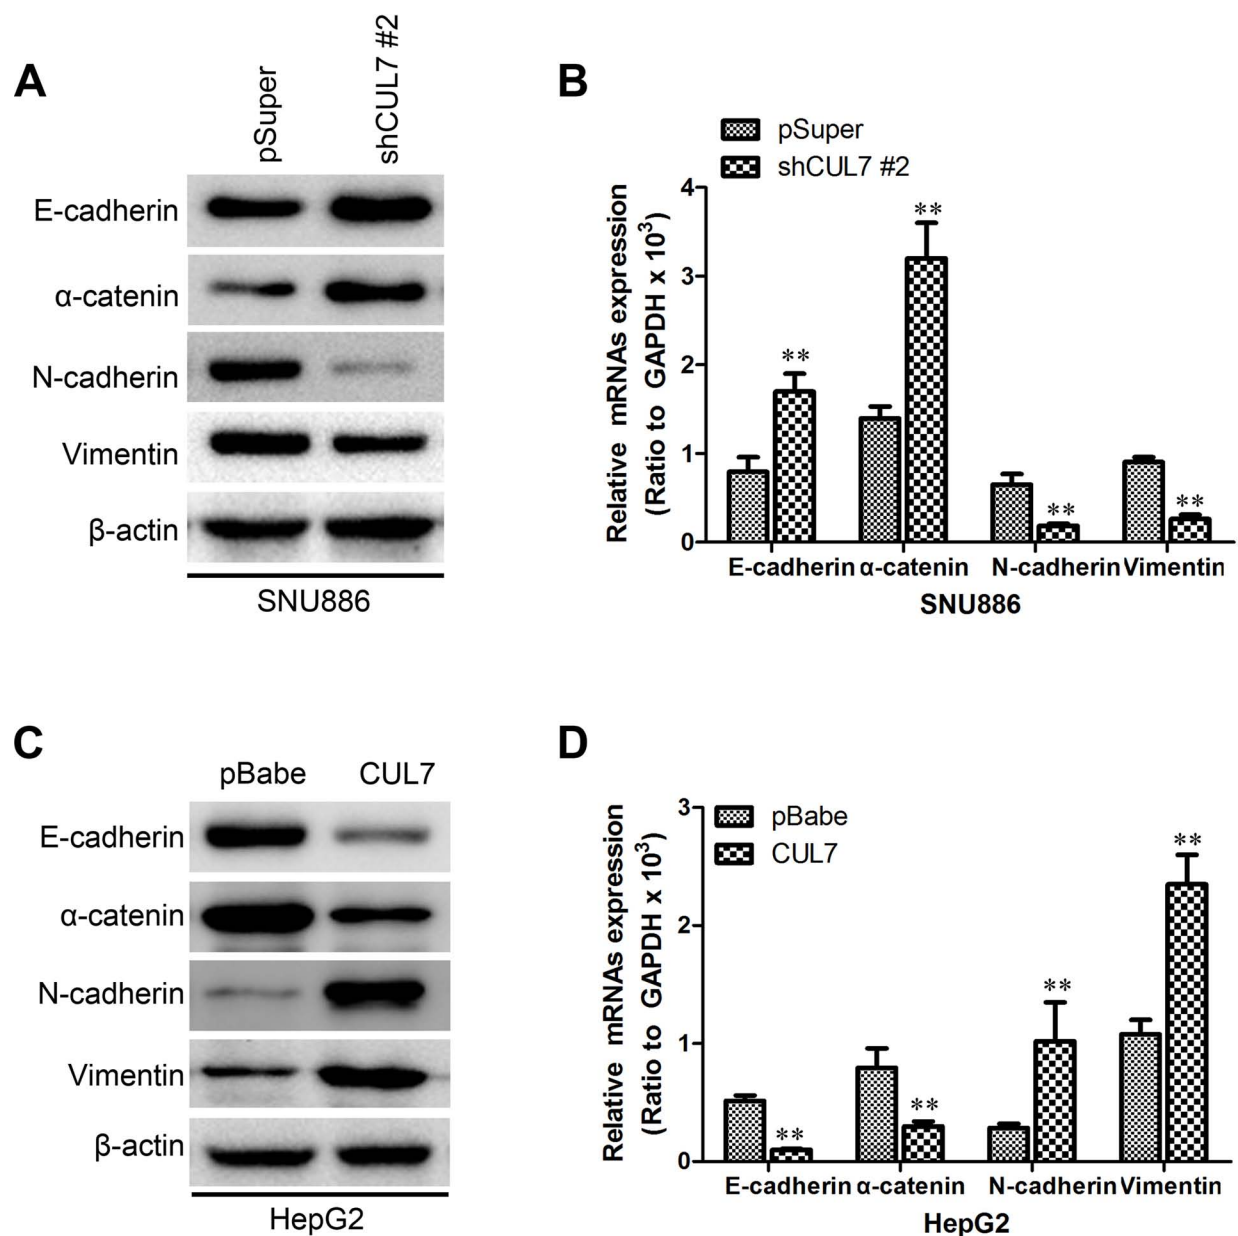 A
pSuper
shCUL7 #2
E-cadherin
α-catenin
N-cadherin
Vimentin
β-actin
SNU886
B
pSuper
shCUL7 #2
Relative mRNAs expression
(Ratio to GAPDH x 10³)
4
3
2
1
0
**
**
**
**
E-cadherin α-catenin N-cadherin Vimentin
SNU886
C
pBabe CUL7
E-cadherin
α-catenin
N-cadherin
Vimentin
β-actin
HepG2
D
pBabe
CUL7
Relative mRNAs expression
(Ratio to GAPDH x 10³)
3
2
1
0
**
**
**
**
E-cadherin α-catenin N-cadherin Vimentin
HepG2